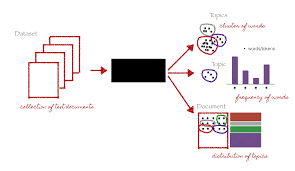 Topics
cluster of words
Dataset
words/tokens
Topic
collection of text documents
frequency of words
Document
distribution of topics